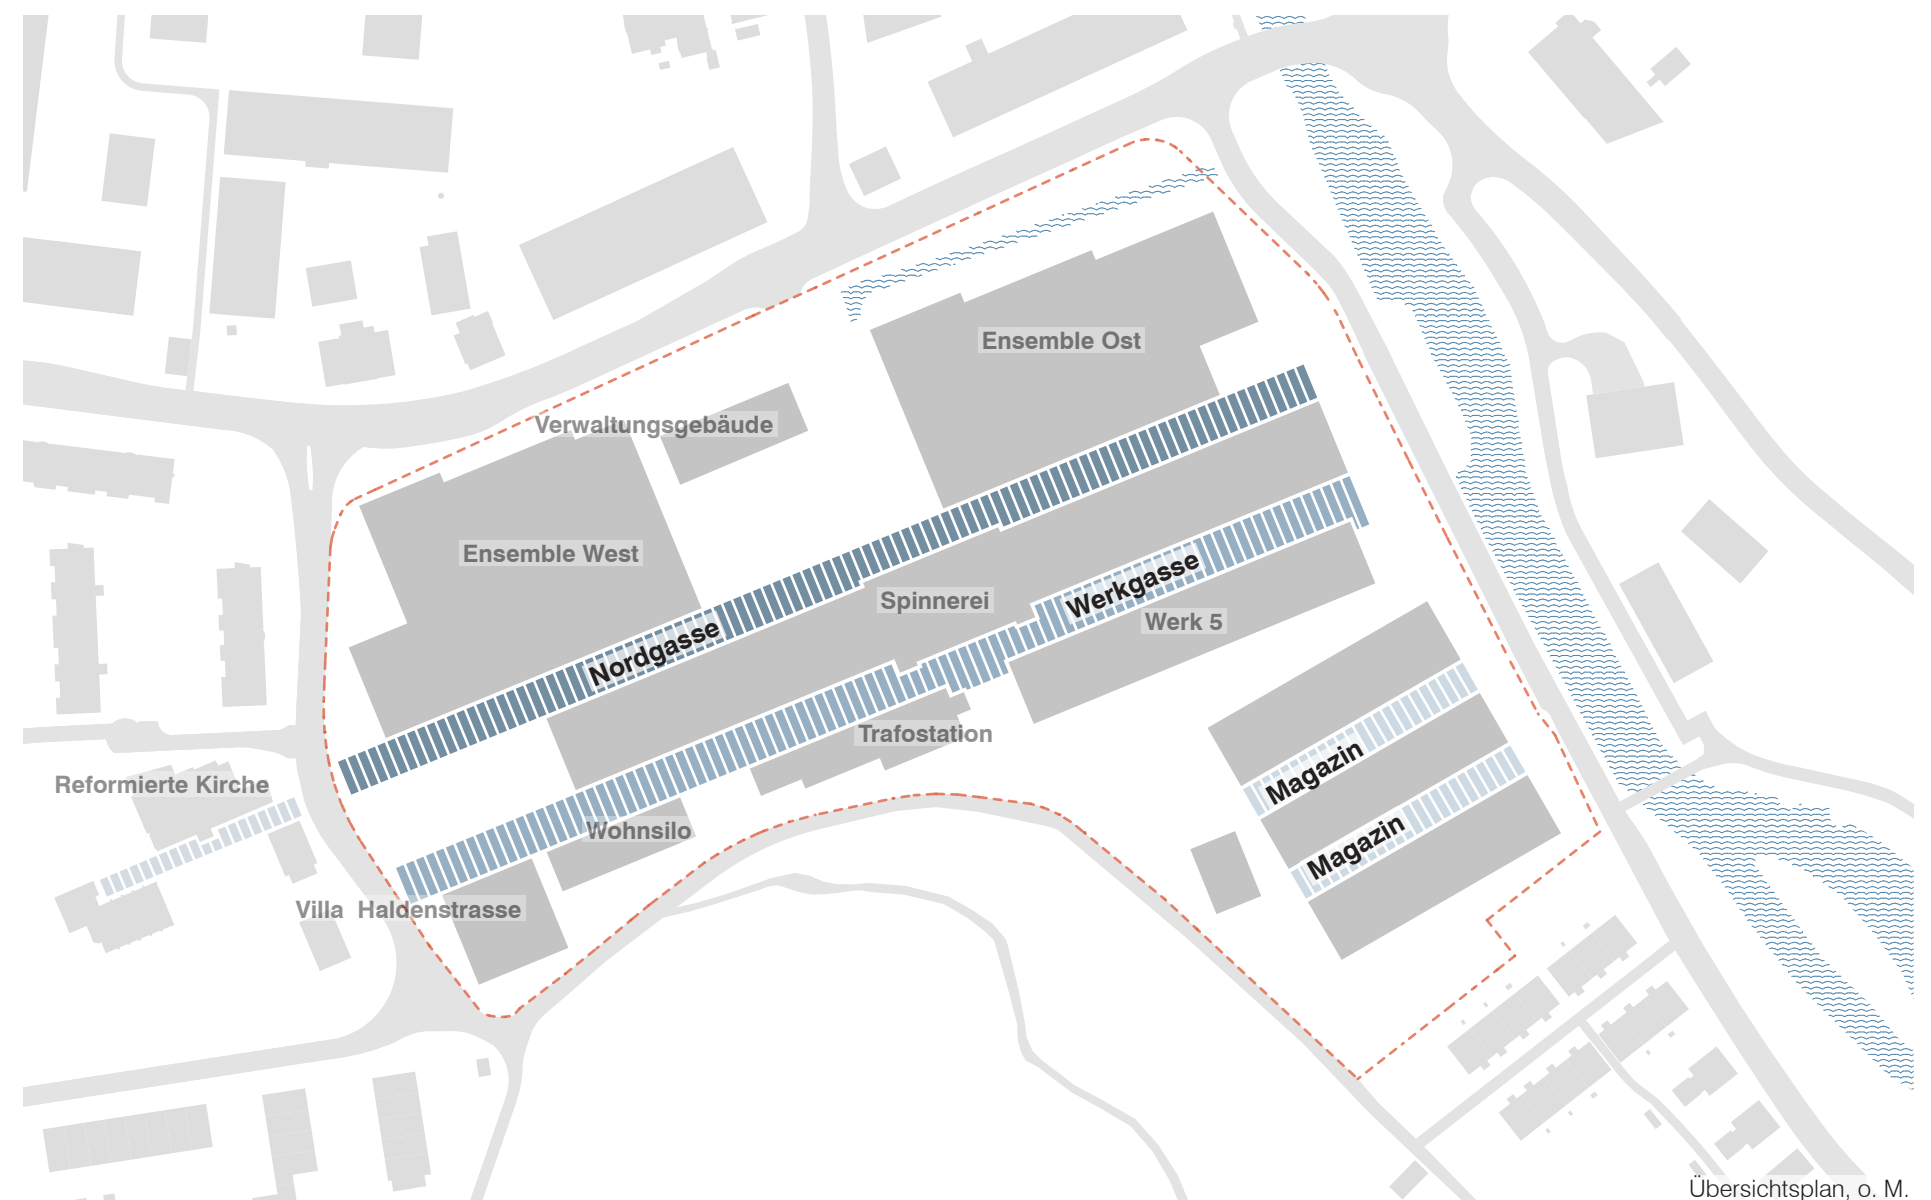 Ensemble Ost
Verwaltungsgebäude
Ensemble West
Spinnerei
Werkgasse
Werk 5
Nordgasse
Trafostation
Magazin
Reformierte Kirche
Wohnsilo
Magazin
Villa Haldenstrasse
Übersichtsplan, o. M.